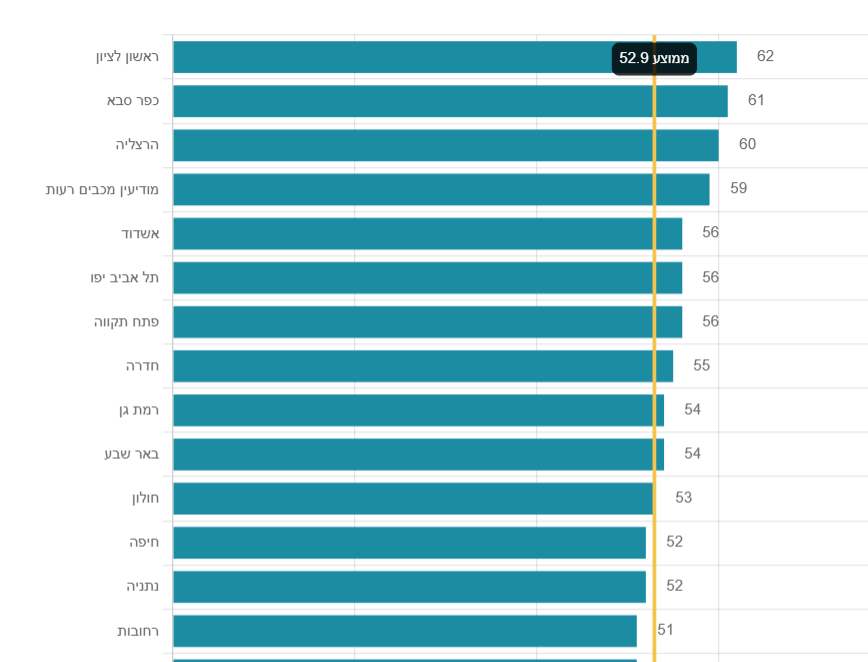 ראשון לציון 62
ממוצע 52.9
כפר סבא 61
הרצליה 60
מודיעין מכבים רעות 59
אשדוד 56
תל אביב יפו 56
פתח תקווה 56
חדרה 55
רמת גן 54
באר שבע 54
חולון 53
חיפה 52
נתניה 52
רחובות 51